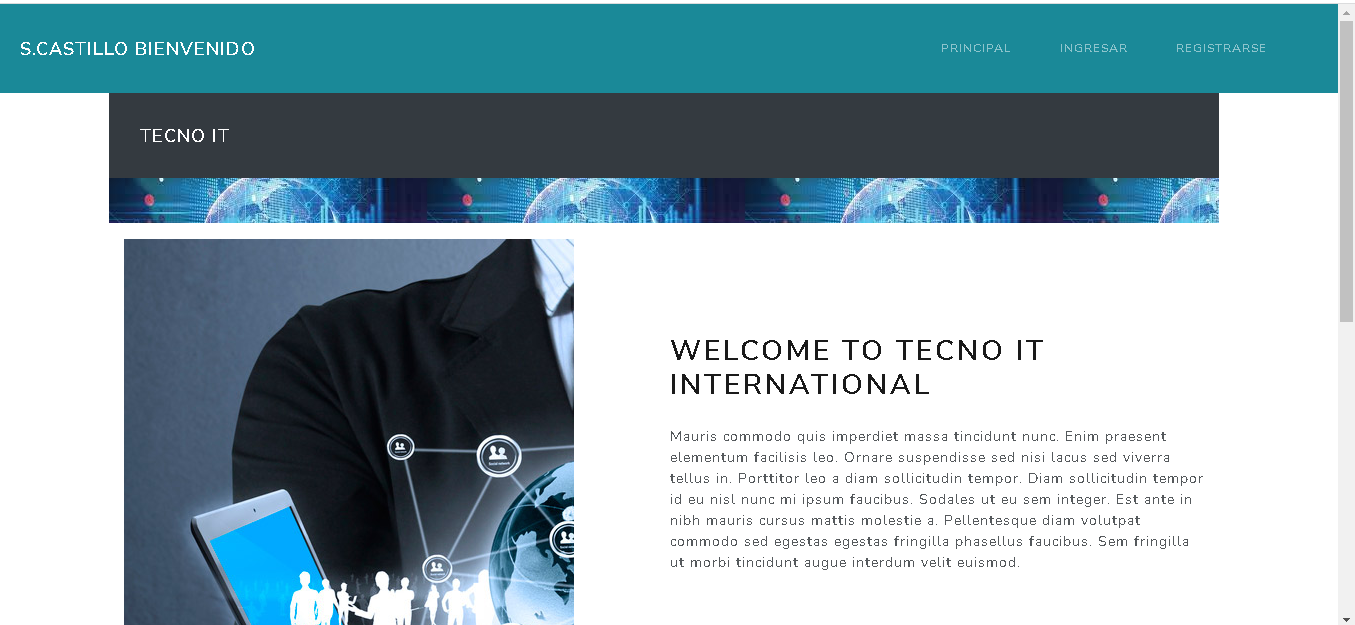 S.CASTILLO BIENVENIDO
PRINCIPAL INGRESAR REGISTRARSE
TECNO IT
WELCOME TO TECNO IT
INTERNATIONAL
Mauris commodo quis imperdiet massa tincidunt nunc. Enim praesent
elementum facilisis leo. Ornare suspendisse sed nisi lacus sed viverra
tellus in. Porttitor leo a diam sollicitudin tempor. Diam sollicitudin tempor
id eu nisl nunc mi ipsum faucibus. Sodales ut eu sem integer. Est ante in
nibh mauris cursus mattis molestie a. Pellentesque diam volutpat
commodo sed egestas egestas fringilla phasellus faucibus. Sem fringilla
ut morbi tincidunt augue interdum velit euismod.